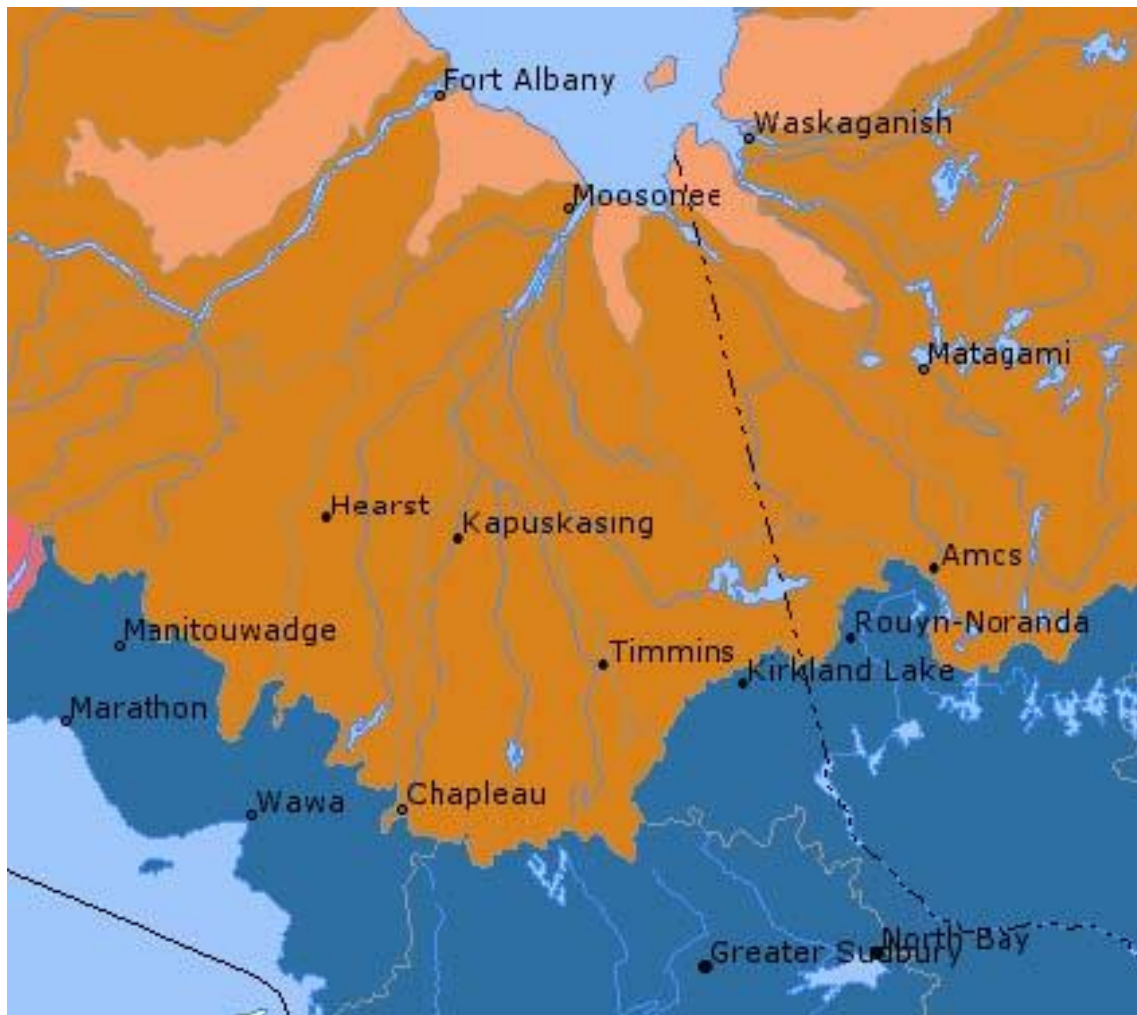 Fort Albany
Waskaganish
Moosonee
Matagami
Hearst
Kapuskasing
Amcs
Manitouwadge
Rouyn-Noranda
Timmins
Kirkland Lake
Marathon
Wawa
Chapleau
North Bay
Greater Sudbury